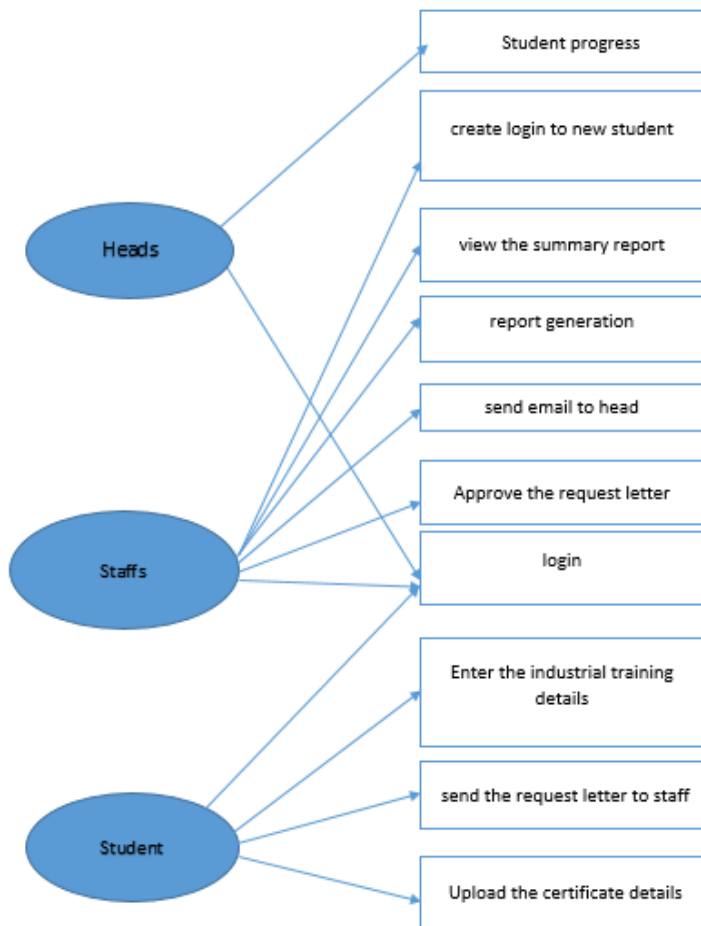 Student progress
create login to new student
Heads
view the summary report
report generation
send email to head
Approve the request letter
Staffs
login
Enter the industrial training
details
send the request letter to staff
Student
Upload the certificate details